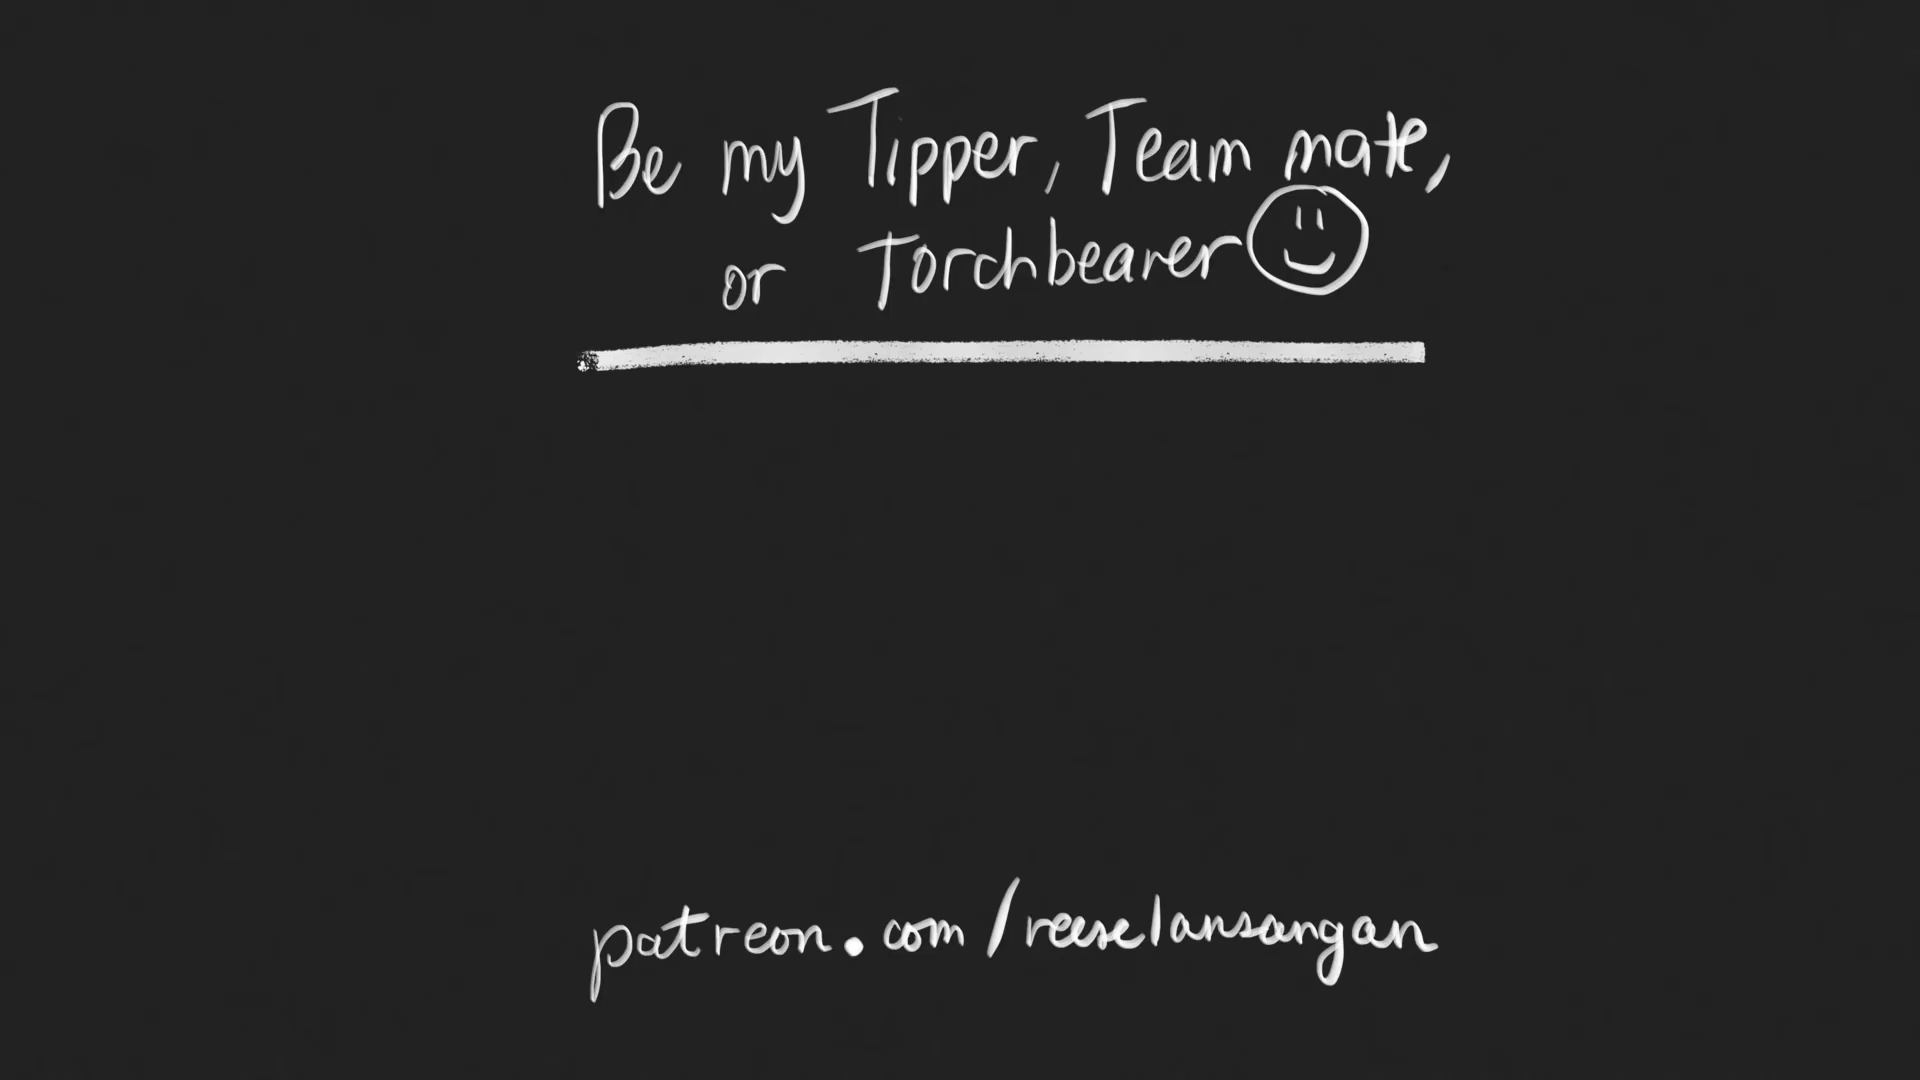 Be my Tipper, Team mate,
or Torchbearer
patreon.com/reeselansangan